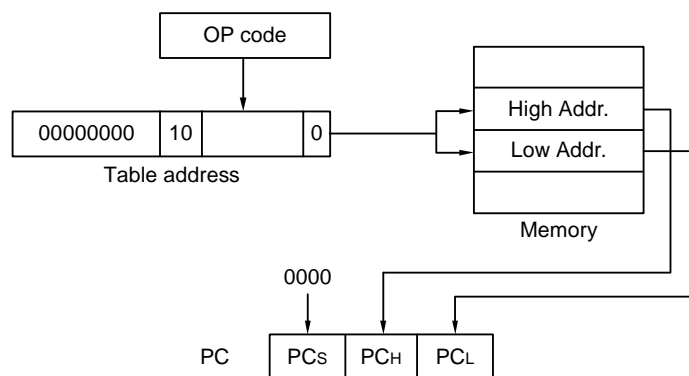 OP code
00000000 10 0
Table address
High Addr.
Low Addr.
Memory
0000
PC PCS PCH PCL